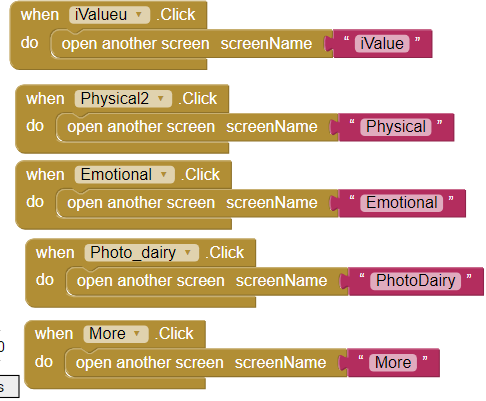 when iValueu .Click
do open another screen screenName " iValue "
when Physical2 .Click
do open another screen screenName " Physical "
when Emotional .Click
do open another screen screenName " Emotional "
when Photo_dairy .Click
do open another screen screenName " PhotoDairy "
when More .Click
0
do open another screen screenName " More "
s